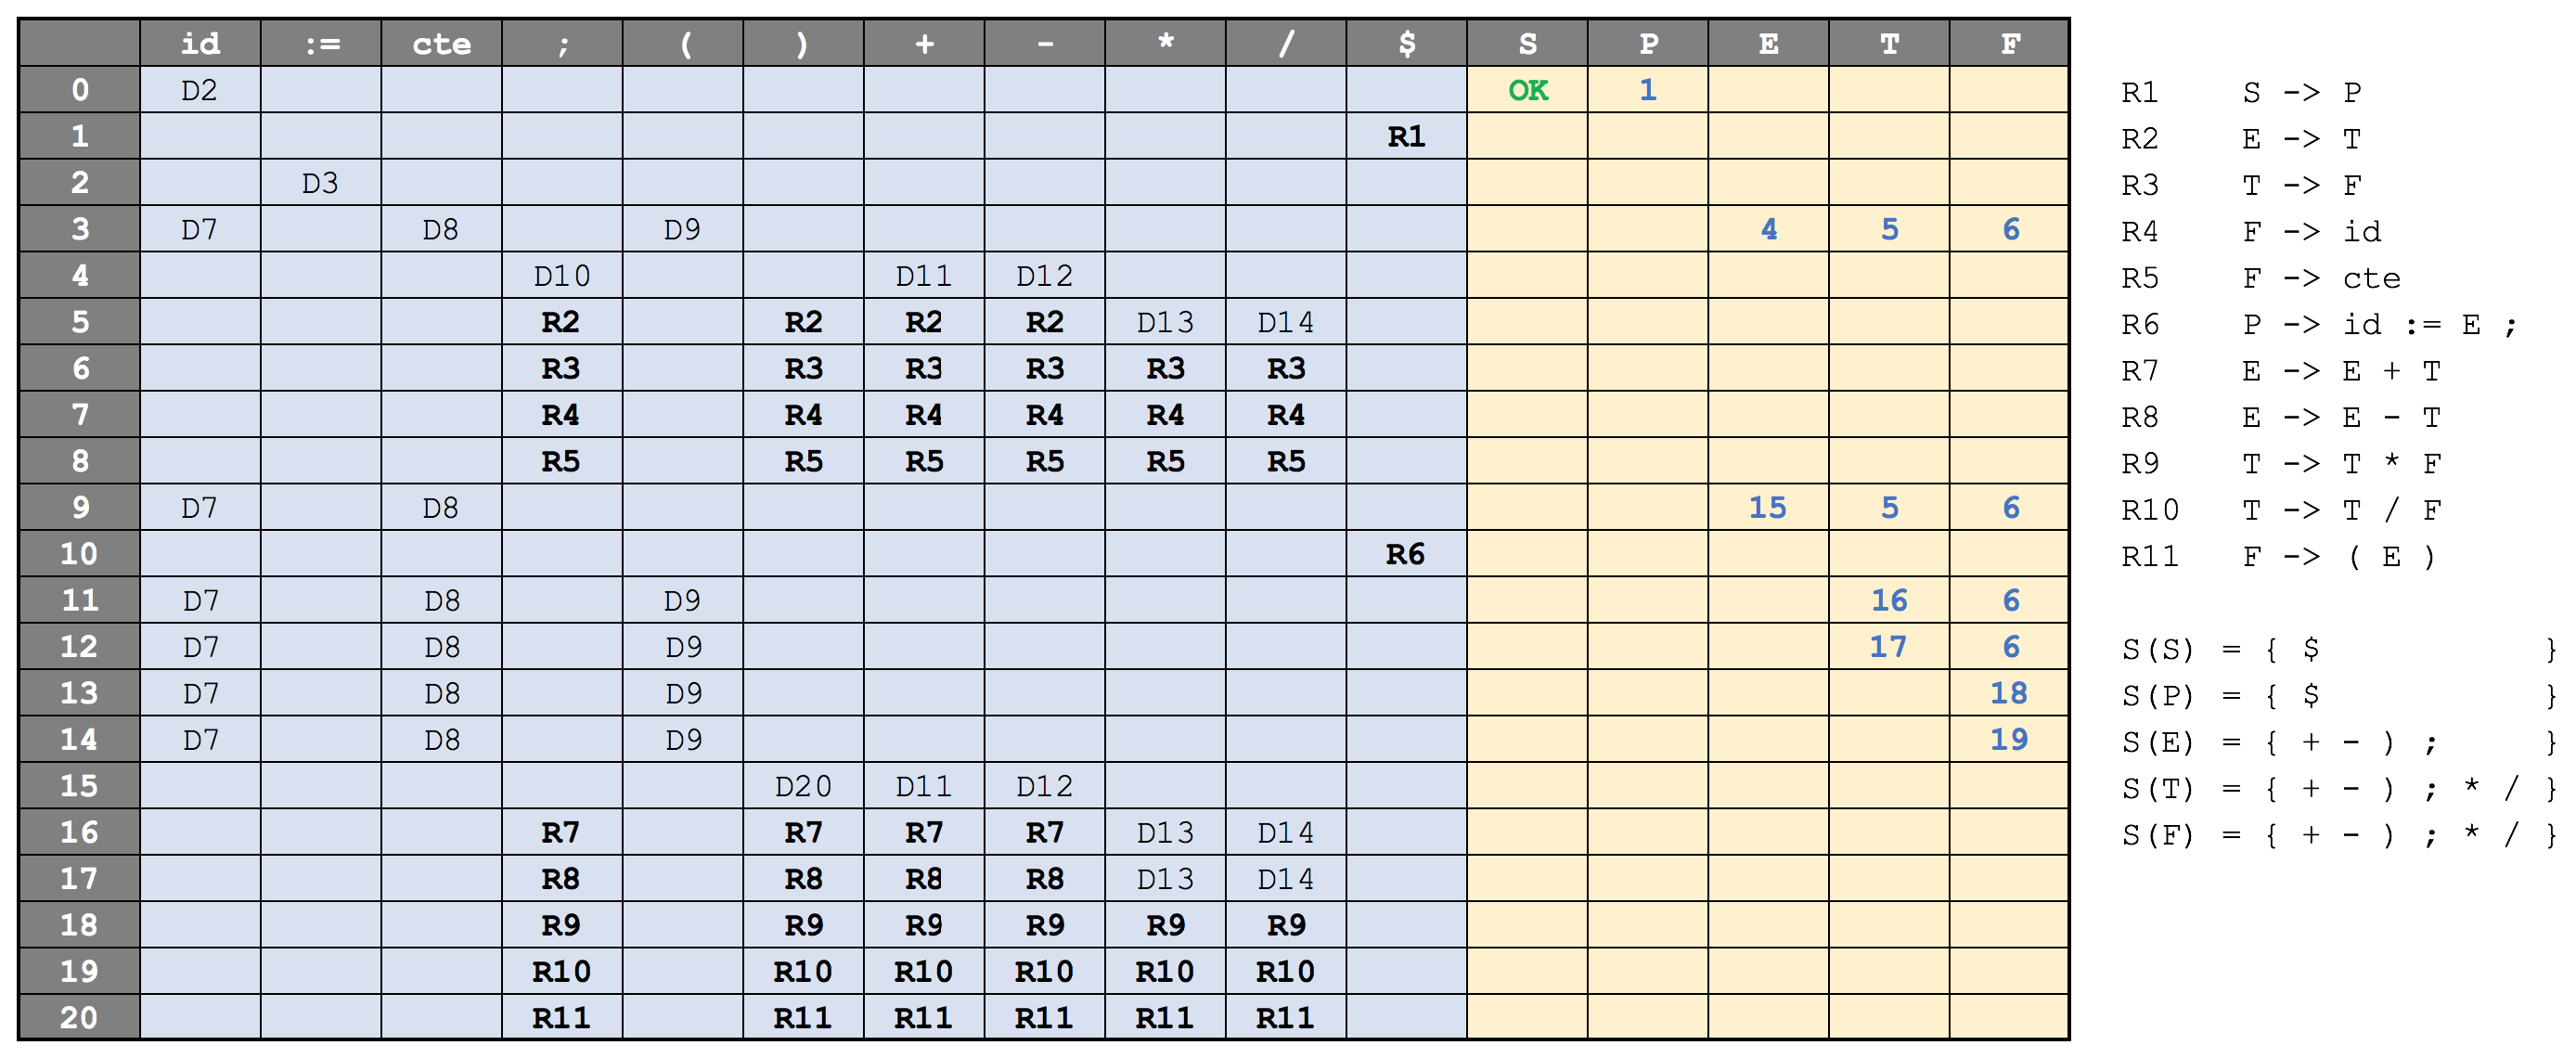 id := cte ; ( ) + - * / $ S P E T F
0 D2 OK 1
1 R1
2 D3
3 D7 D8 D9 4 5 6
4 D10 D11 D12
5 R2 R2 R2 R2 D13 D14
6 R3 R3 R3 R3 R3 R3
7 R4 R4 R4 R4 R4 R4
8 R5 R5 R5 R5 R5 R5
9 D7 D8 15 5 6
10 R6
11 D7 D8 D9 16 6
12 D7 D8 D9 17 6
13 D7 D8 D9 18
14 D7 D8 D9 19
15 D20 D11 D12
16 R7 R7 R7 R7 D13 D14
17 R8 R8 R8 R8 D13 D14
18 R9 R9 R9 R9 R9 R9
19 R10 R10 R10 R10 R10 R10
20 R11 R11 R11 R11 R11 R11
R1 S -> P
R2 E -> T
R3 T -> F
R4 F -> id
R5 F -> cte
R6 P -> id := E ;
R7 E -> E + T
R8 E -> E - T
R9 T -> T * F
R10 T -> T / F
R11 F -> ( E )
S(S) = { $ }
S(P) = { $ }
S(E) = { + - ) ; }
S(T) = { + - ) ; * / }
S(F) = { + - ) ; * / }